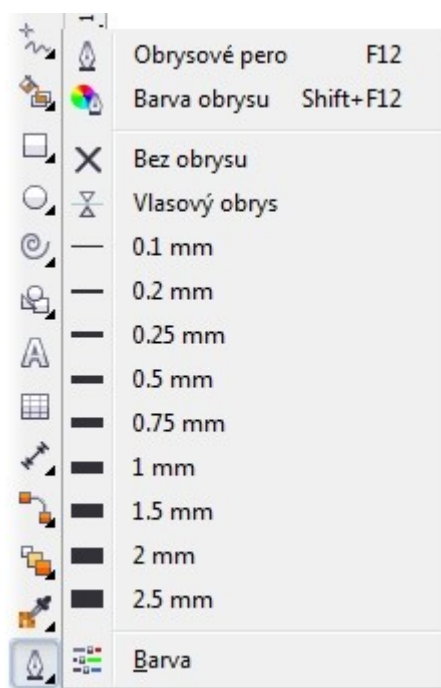 Obrysové pero F12
Barva obrysu Shift+F12
Bez obrysu
Vlasový obrys
0.1 mm
0.2 mm
0.25 mm
0.5 mm
0.75 mm
1 mm
1.5 mm
2 mm
2.5 mm
Barva